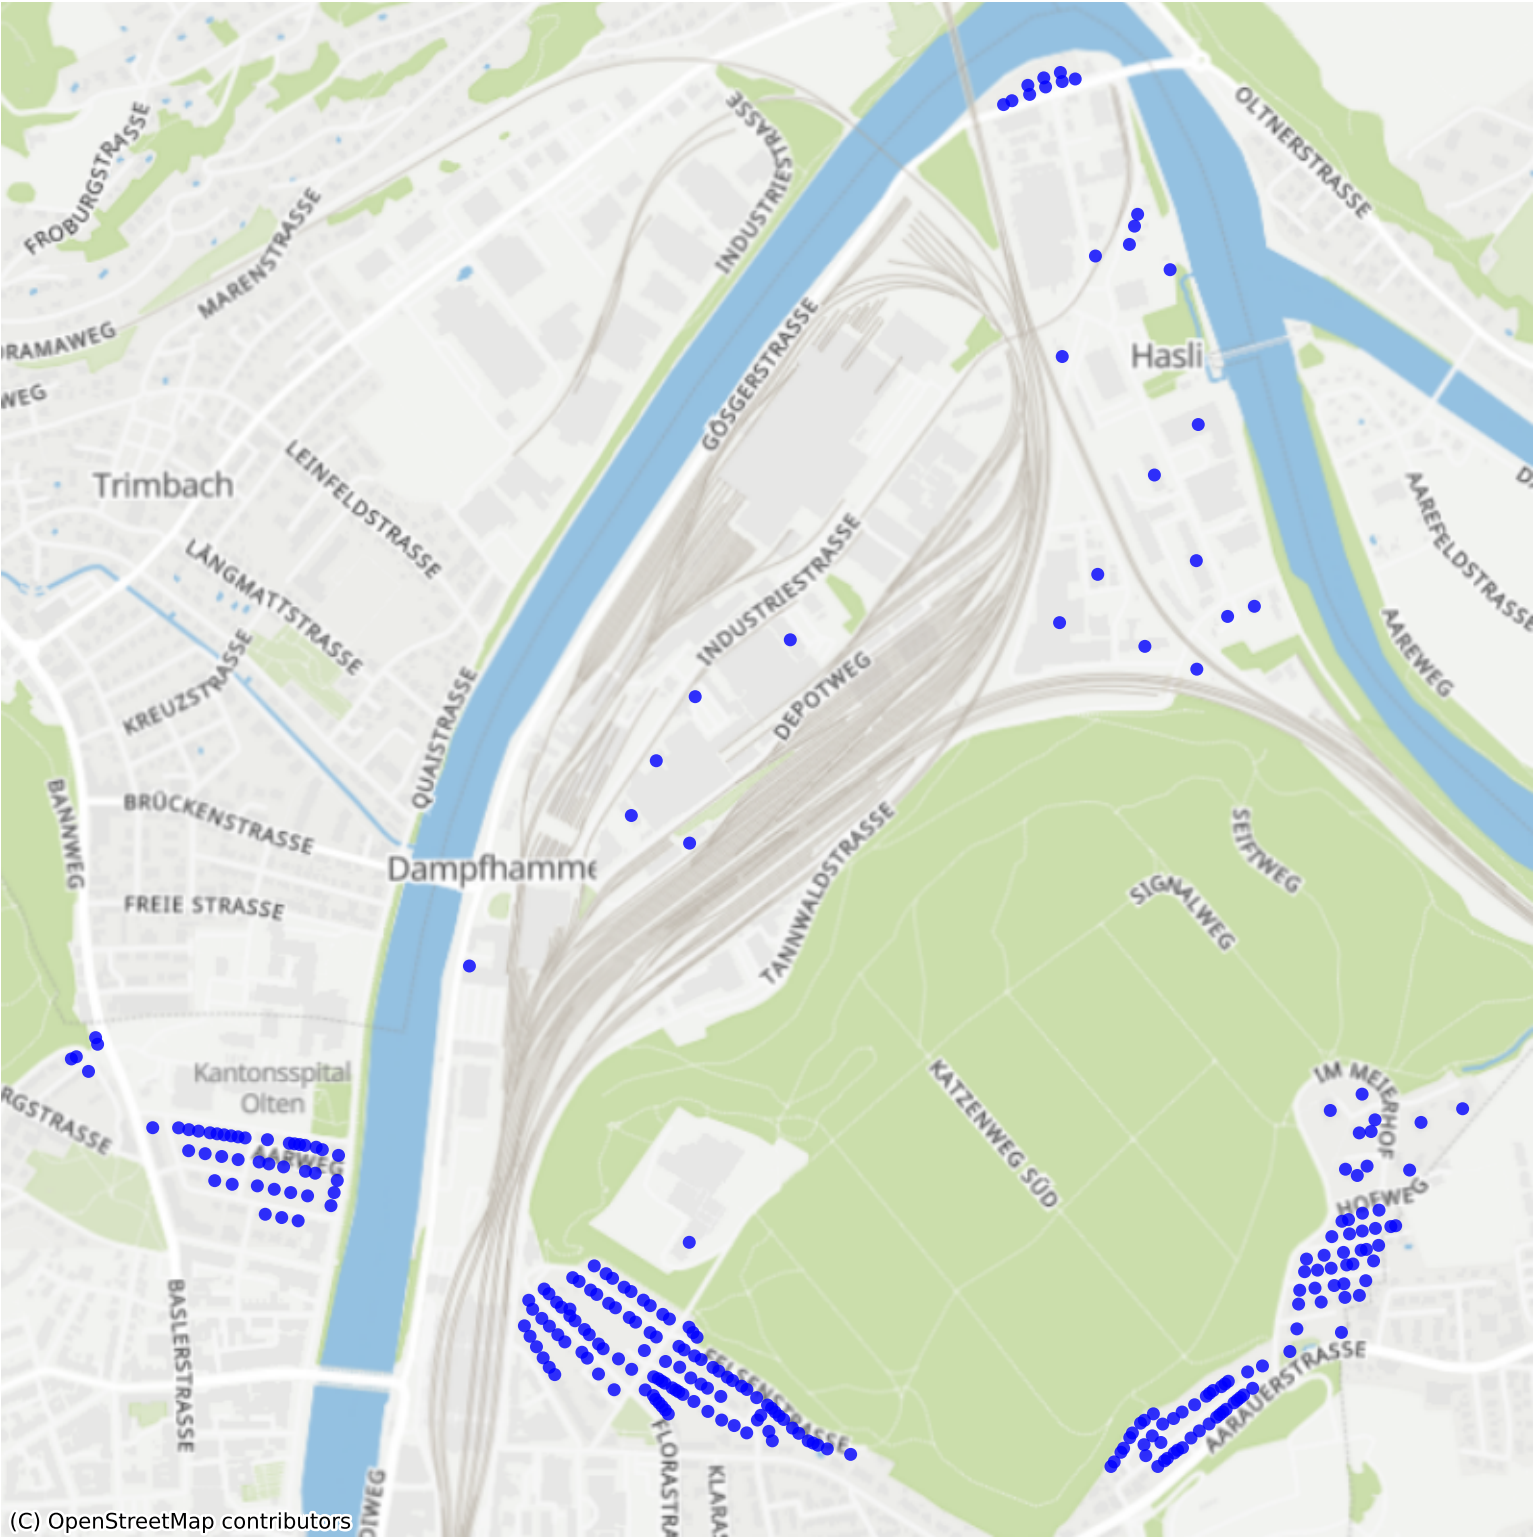 FROBURGSTRASSE
MARENSTRASSE
INDUSTRIESTRASSE
OLTNERSTRASSE
GÖSGERSTRASSE
Hasli
RAMAWEG
WEG
LEINFELDSTRASSE
Trimbach
LÄNGMATTSTRASSE
INDUSTRIESTRASSE
AAREFELDSTRASSE
AAREWEG
KREUZSTRASSE
QUAISTRASSE
DEPOTWEG
BANNWEG
BRÜCKENSTRASSE
Dampfhamme
TANNWALDSTRASSE
SEIFIWEG
SIGNALWEG
FREIE STRASSE
Kantonsspital
Olten
RGSTRASSE
AARWEG
KATZENWEG SÜD
IM MEIERHOF
HOFWEG
BASLERSTRASSE
FELSENSTRASSE
AARAUERSTRASSE
FLORASTRA
KLARAS
DIWEG
(C) OpenStreetMap contributors